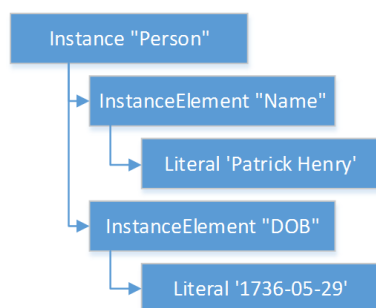 Instance "Person"
InstanceElement "Name"
Literal 'Patrick Henry'
InstanceElement "DOB"
Literal '1736-05-29'